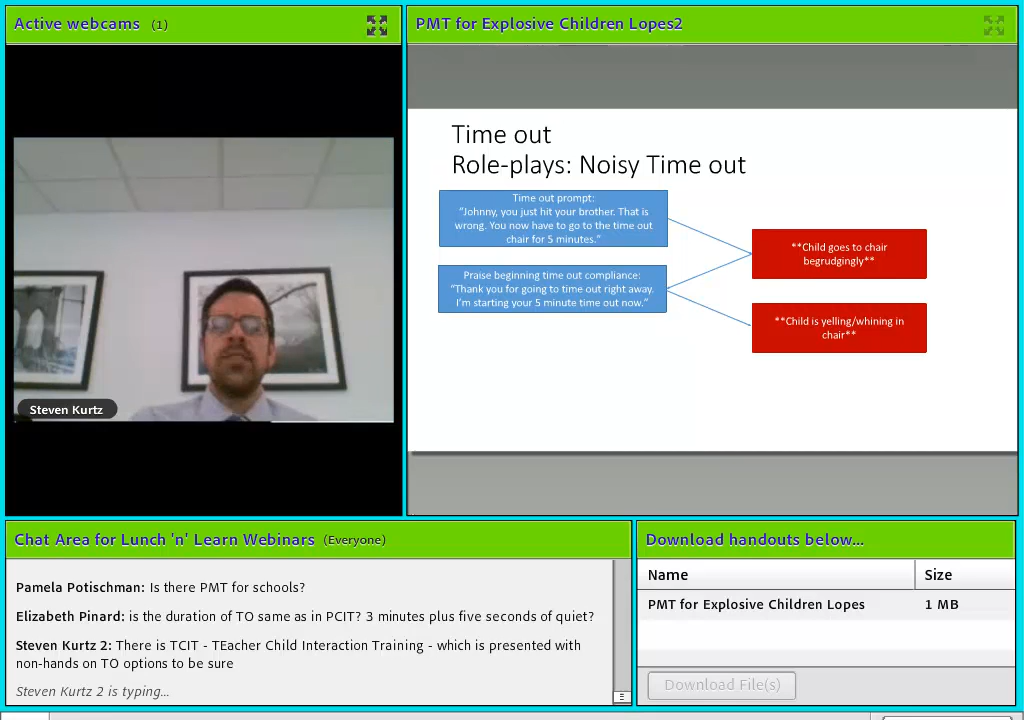 Active webcams (1)
PMT for Explosive Children Lopes2
Steven Kurtz
Time out
Role-plays: Noisy Time out
Time out prompt:
“Johnny, you just hit your brother. That is
wrong. You now have to go to the time out
chair for 5 minutes.”
**Child goes to chair
begrudgingly**
Praise beginning time out compliance:
“Thank you for going to time out right away.
I’m starting your 5 minute time out now.”
**Child is yelling/whining in
chair**
Chat Area for Lunch 'n' Learn Webinars (Everyone)
Pamela Potischman: Is there PMT for schools?
Elizabeth Pinard: is the duration of TO same as in PCIT? 3 minutes plus five seconds of quiet?
Steven Kurtz 2: There is TCIT - TEacher Child Interaction Training - which is presented with
non-hands on TO options to be sure
Steven Kurtz 2 is typing...
Download handouts below...
Name Size
PMT for Explosive Children Lopes 1 MB
Download File(s)